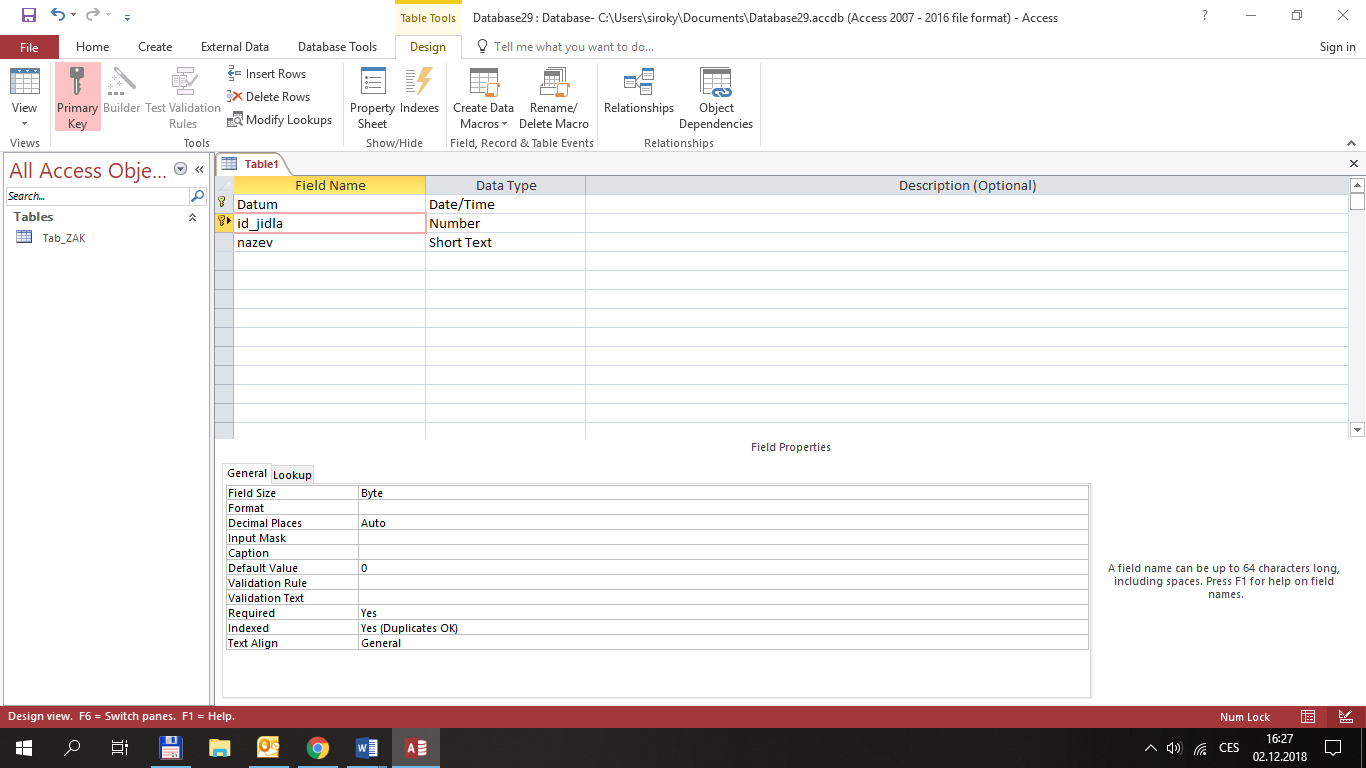 Table Tools
Database29 : Database- C:\Users\siroky\Documents\Database29.accdb (Access 2007 - 2016 file format) - Access
?
File
Home
Create
External Data
Database Tools
Design
Tell me what you want to do...
Sign in
View
Primary
Key
Builder
Test Validation
Rules
Insert Rows
Delete Rows
Modify Lookups
Property
Sheet
Indexes
Create Data
Macros
Rename/
Delete Macro
Relationships
Object
Dependencies
Views
Tools
Show/Hide
Field, Record & Table Events
Relationships
All Access Obje...
Search...
Tables
Tab_ZAK
Table1
Field Name
Data Type
Description (Optional)
Datum
Date/Time
id_jidla
Number
nazev
Short Text
Field Properties
General
Lookup
Field Size
Byte
Format
Decimal Places
Auto
Input Mask
Caption
Default Value
0
Validation Rule
Validation Text
Required
Yes
Indexed
Yes (Duplicates OK)
Text Align
General
A field name can be up to 64 characters long,
including spaces. Press F1 for help on field
names.
Design view. F6 = Switch panes. F1 = Help.
Num Lock
CES
16:27
02.12.2018